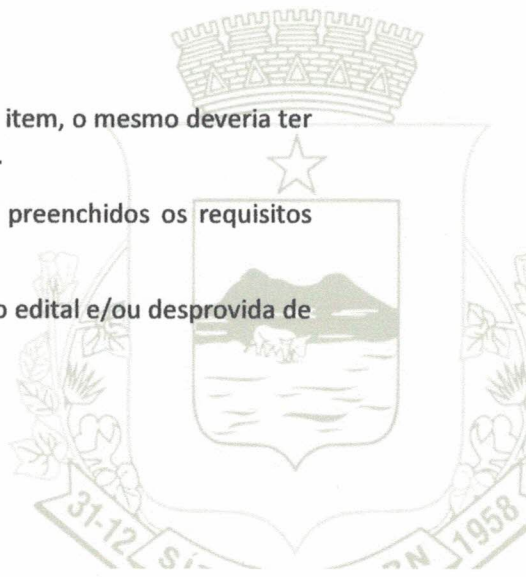 item, o mesmo deveria ter
.
preenchidos os requisitos
o edital e/ou desprovida de
31-12
1958